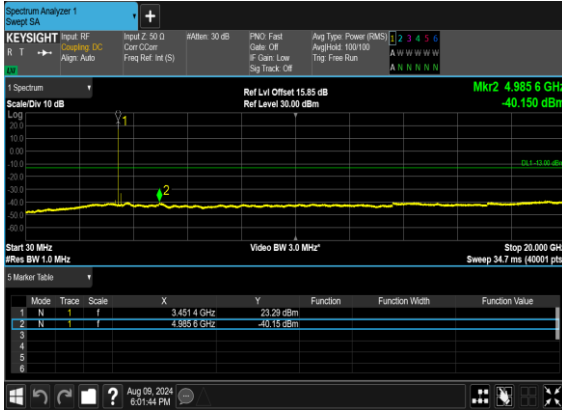 Spectrum Analyzer 1
Swept SA
+
KEYSIGHT Input: RF Input Z: 50 Ω #Atten: 30 dB PNO: Fast Avg Type: Power (RMS) 1 2 3 4 5 6
R T Coupling: DC Corr CCorr Gate: Off Avg|Hold: 100/100 A W W W W W
Align: Auto Freq Ref: Int (S) IF Gain: Low Trig: Free Run
Sig Track: Off A N N N N N
1 Spectrum
Ref Lvl Offset 15.85 dB Mkr2 4.985 6 GHz
Scale/Div 10 dB Ref Level 30.00 dBm -40.150 dBm
Log
20.0
10.0
0.00
-10.0
-20.0
-30.0
-40.0
-50.0
-60.0
1
2
DL1 -13.00 dBm
Start 30 MHz Video BW 3.0 MHz* Stop 20.000 GHz
#Res BW 1.0 MHz Sweep 34.7 ms (40001 pts)
5 Marker Table
Mode Trace Scale X Y Function Function Width Function Value
1 N 1 f 3.451 4 GHz 23.29 dBm
2 N 1 f 4.985 6 GHz -40.15 dBm
3
4
5
6
?
Aug 09, 2024
6:01:44 PM